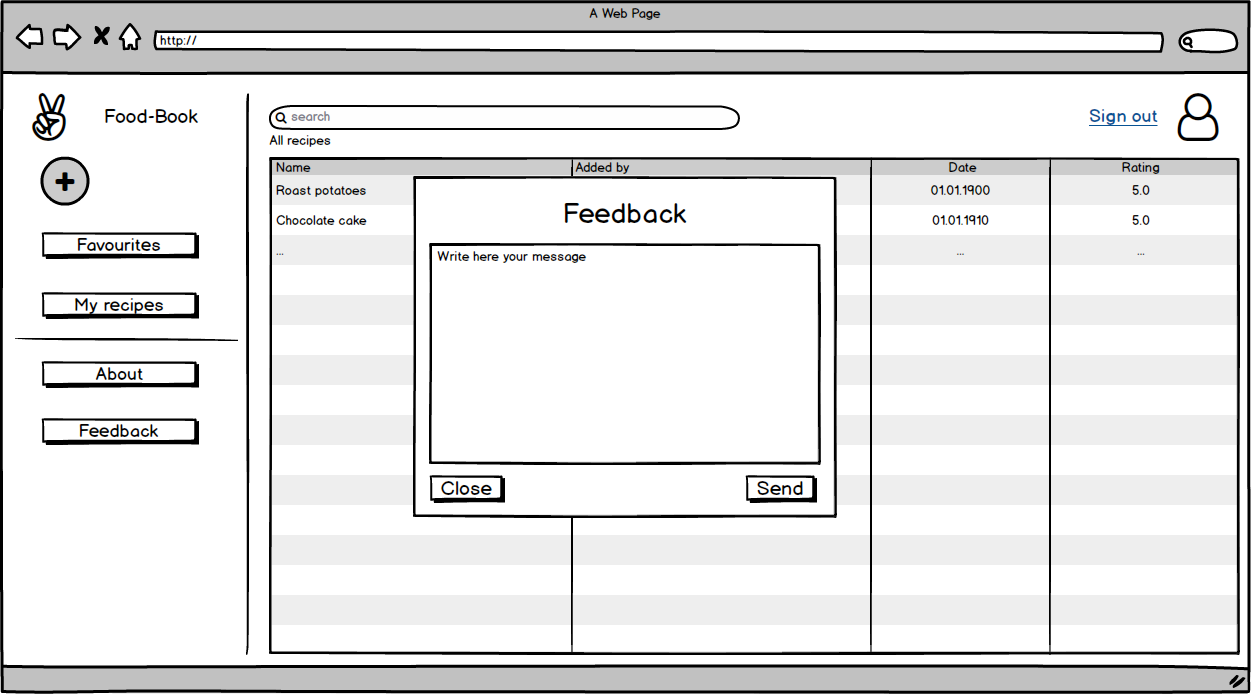 A Web Page
http://
Food-Book
search
Sign out
All recipes
Name Added by Date Rating
Roast potatoes 01.01.1900 5.0
Chocolate cake 01.01.1910 5.0
... ... ...
Favourites
My recipes
About
Feedback
Feedback
Write here your message
Close Send